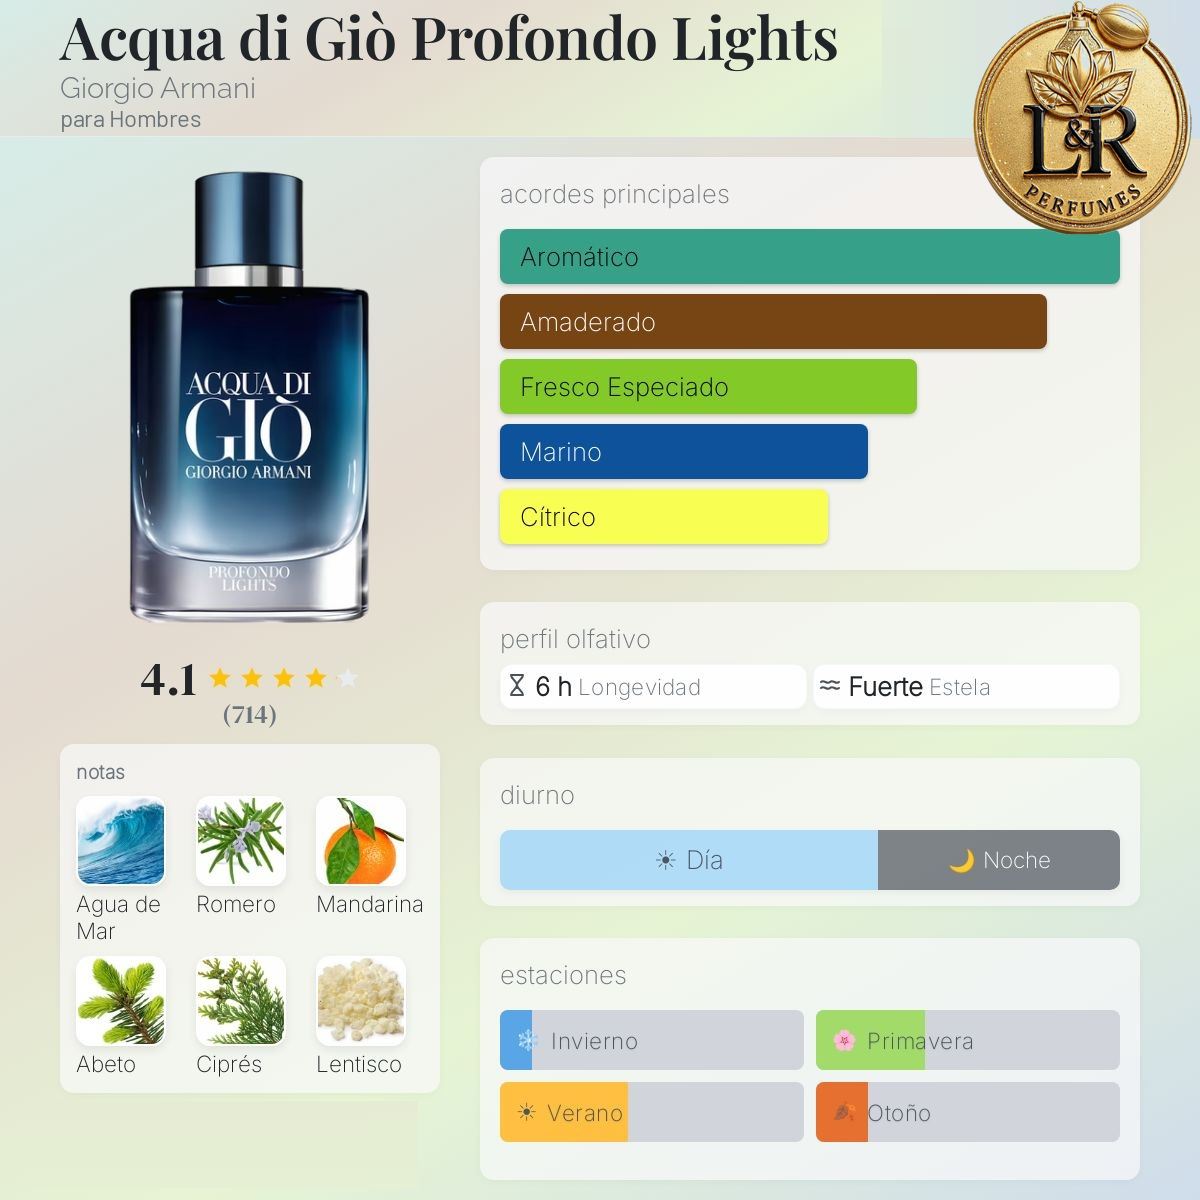 Acqua di Giò Profondo Lights
Giorgio Armani
para Hombres
L&R
PERFUMES
ACQUA DI
GIÒ
GIORGIO ARMANI
PROFONDO
LIGHTS
4.1
(714)
notas
Agua de
Mar
Romero
Mandarina
Abeto
Ciprés
Lentisco
acordes principales
Aromático
Amaderado
Fresco Especiado
Marino
Cítrico
perfil olfativo
6 h Longevidad
Fuerte Estela
diurno
Día
Noche
estaciones
Invierno
Primavera
Verano
Otoño